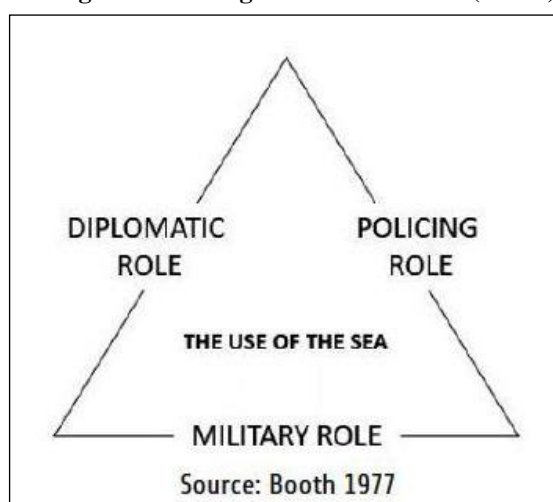 DIPLOMATIC
ROLE
POLICING
ROLE
THE USE OF THE SEA
MILITARY ROLE
Source: Booth 1977